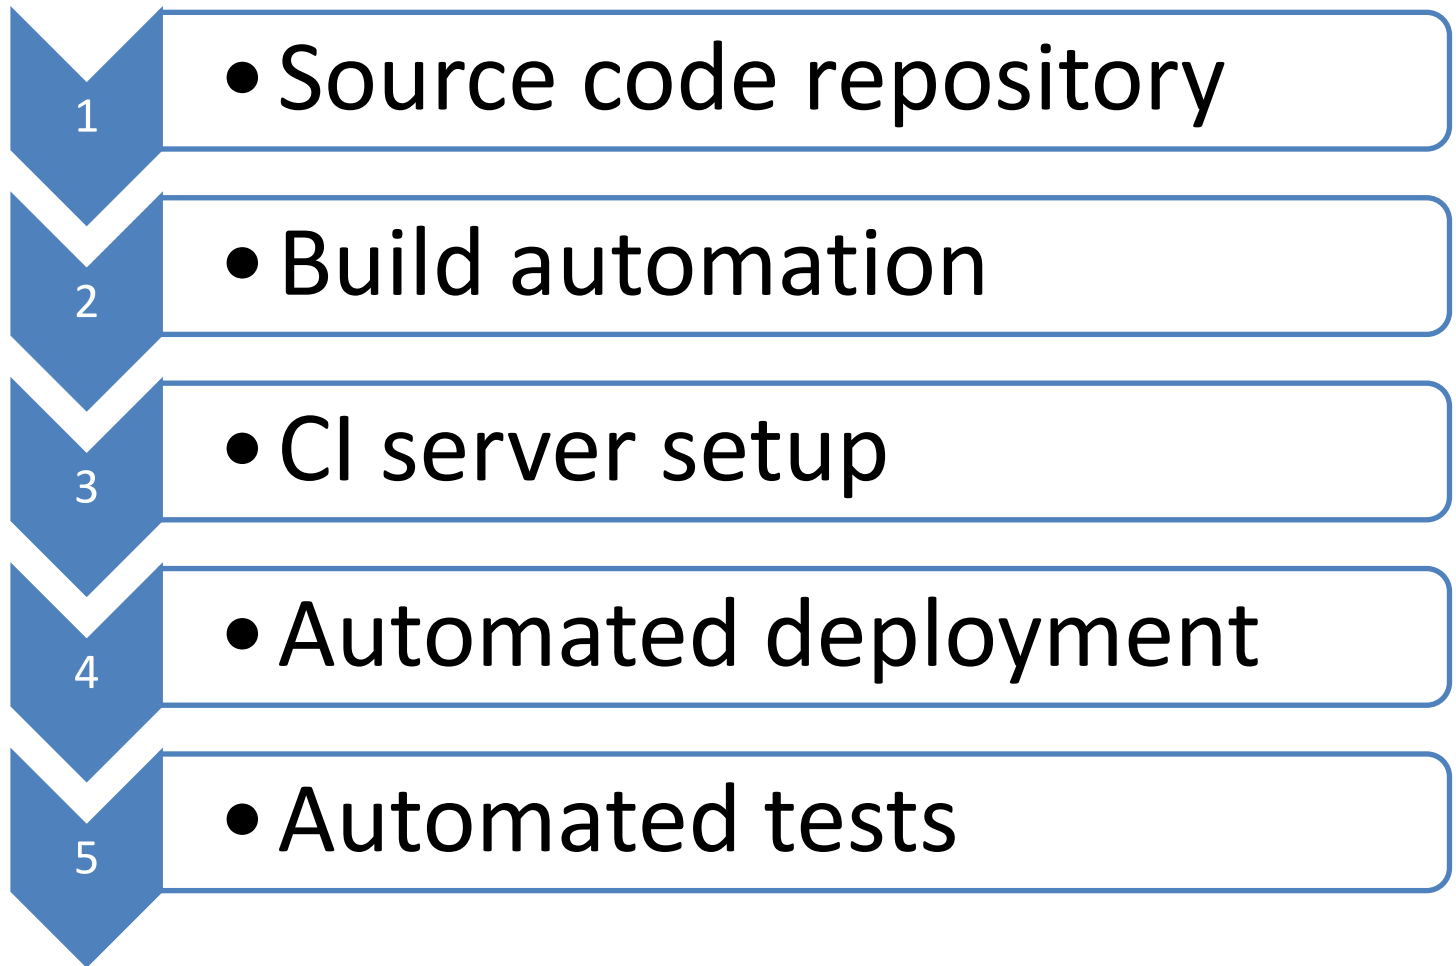 1
• Source code repository
2
• Build automation
3
• CI server setup
4
• Automated deployment
5
• Automated tests